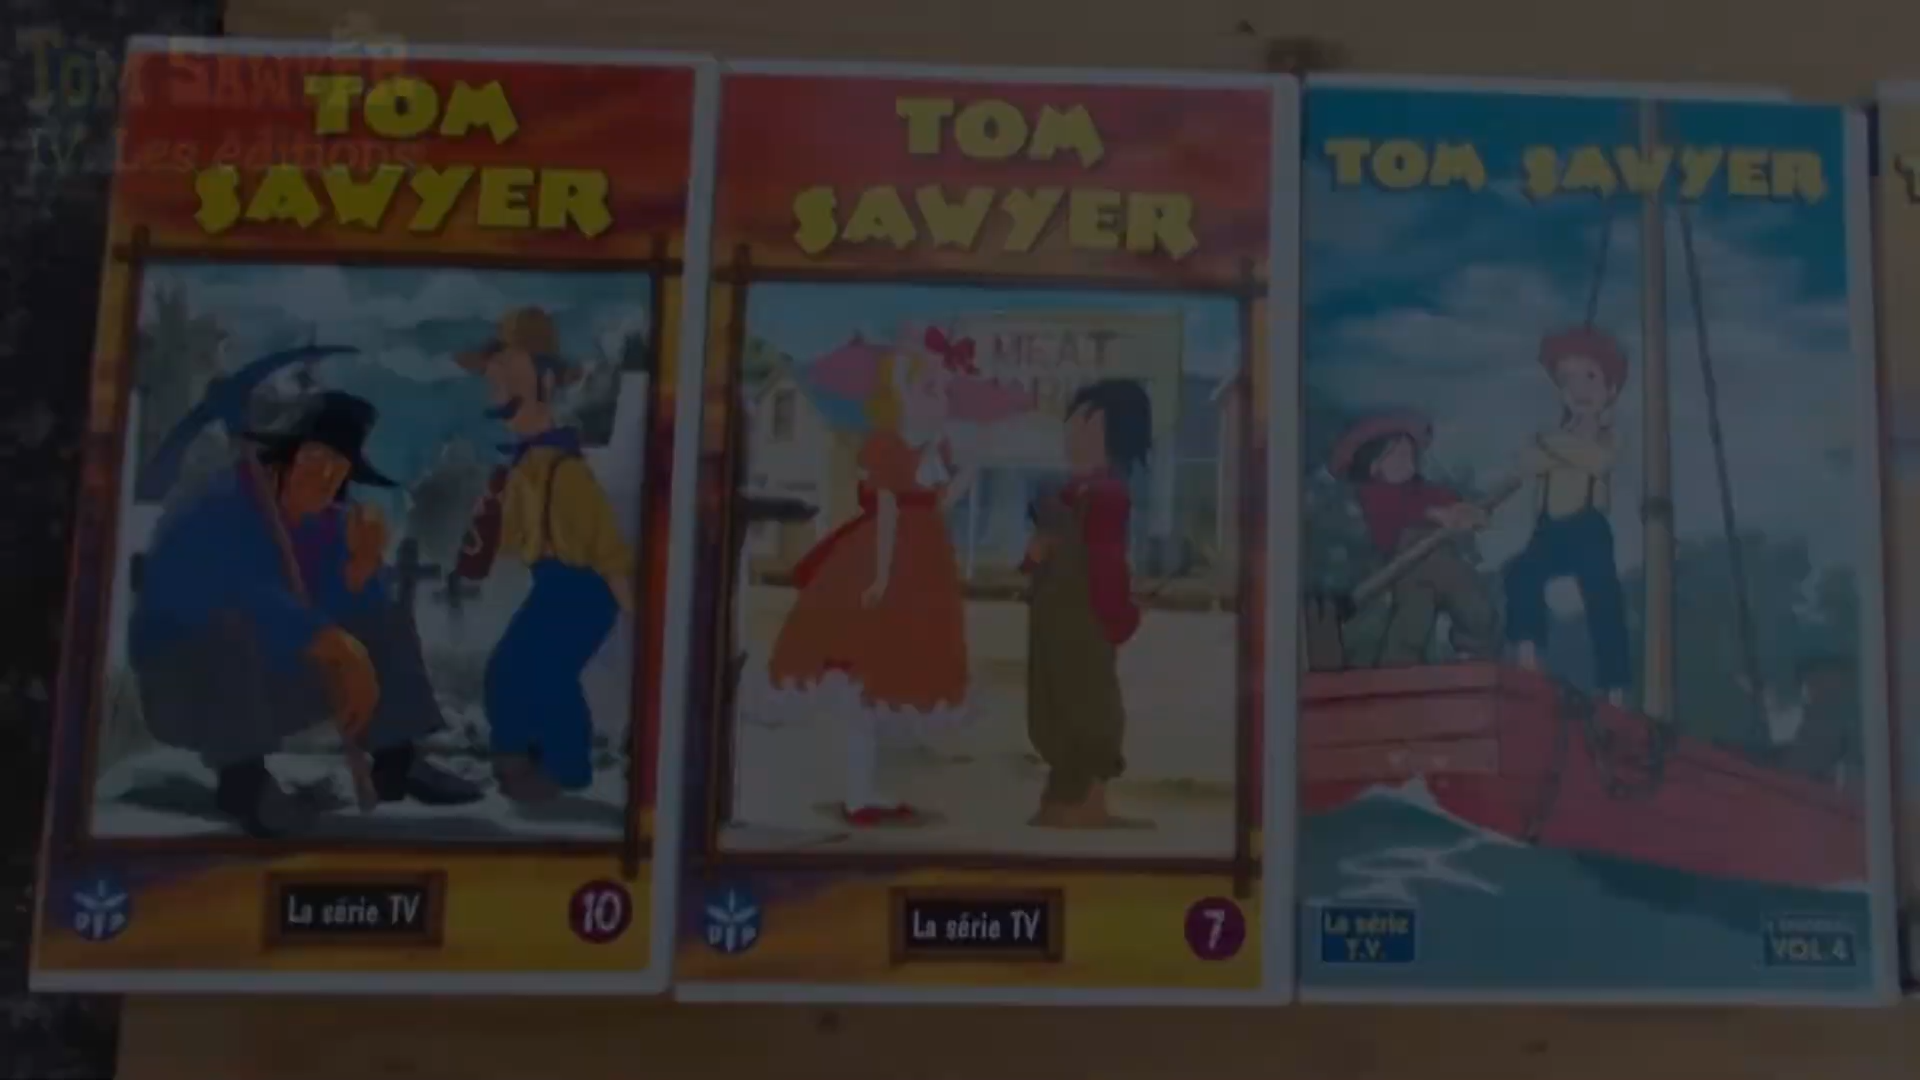 TOM SAWYER
IV. Les éditions
TOM
SAWYER
La série TV
10
TOM
SAWYER
MEAT
La série TV
7
TOM SAWYER
La série
T.V.
VOL.4